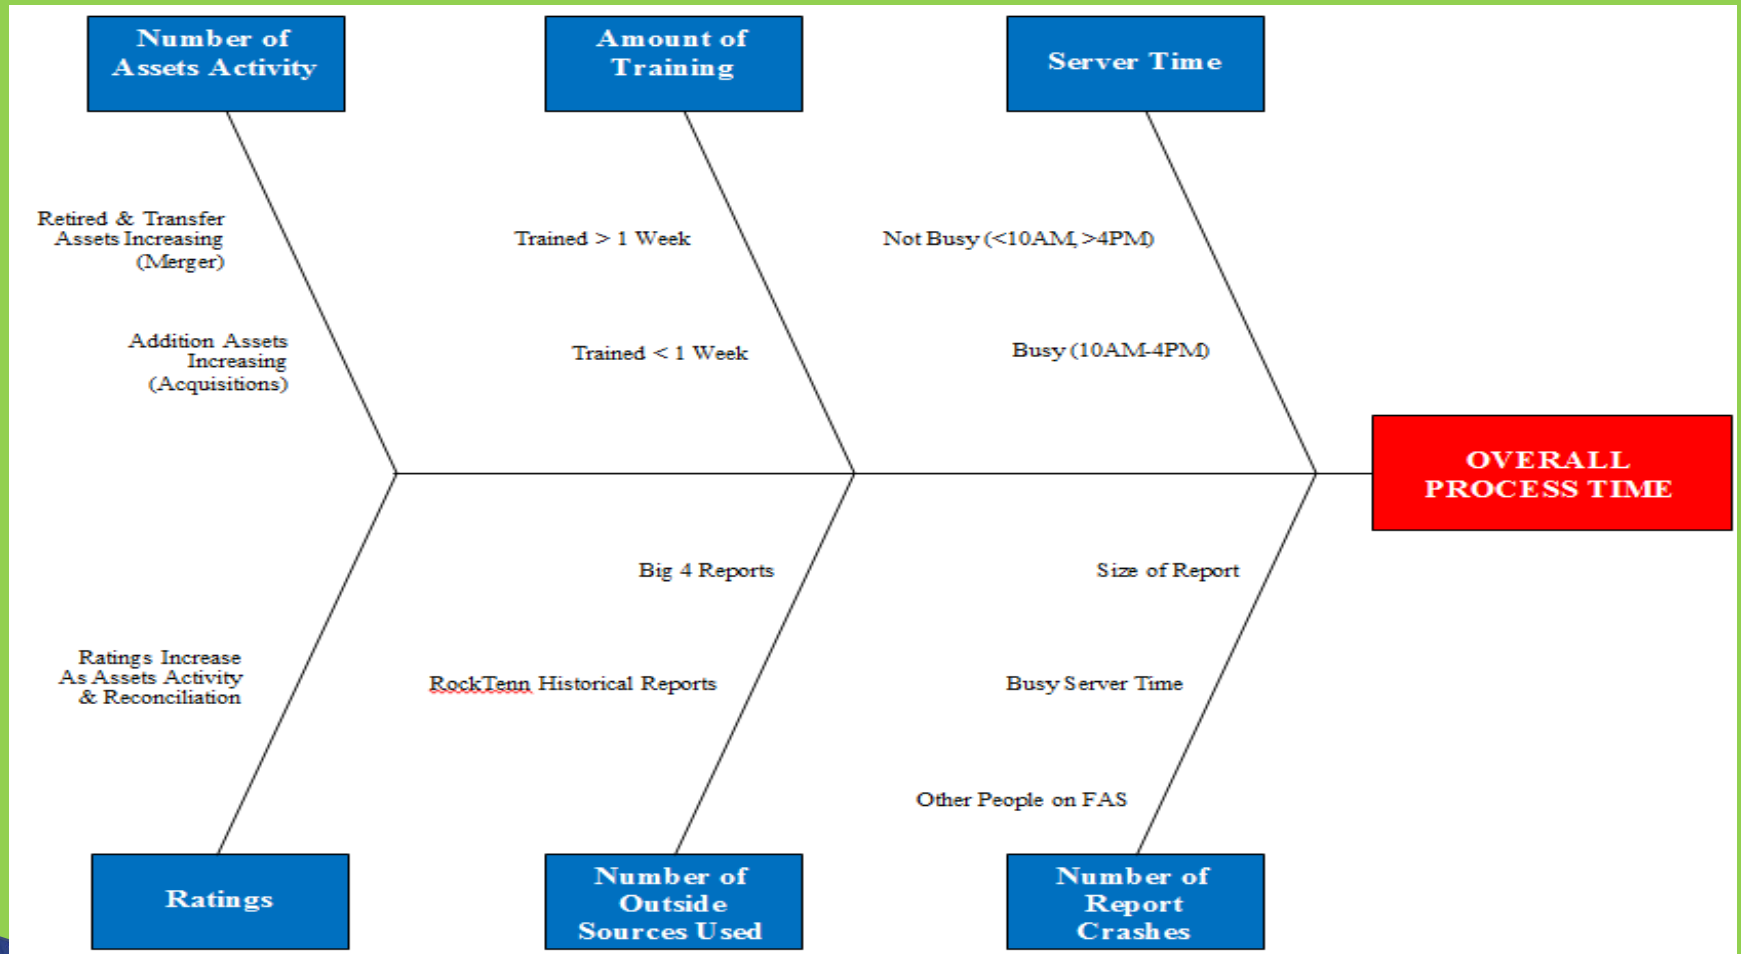 Number of
Assets Activity
Amount of
Training
Server Time
Retired & Transfer
Assets Increasing
(Merger)
Addition Assets
Increasing
(Acquisitions)
Trained > 1 Week
Trained < 1 Week
Not Busy (<10AM, >4PM)
Busy (10AM-4PM)
OVERALL
PROCESS TIME
Ratings Increase
As Assets Activity
& Reconciliation
Big 4 Reports
RockTenn Historical Reports
Size of Report
Busy Server Time
Other People on FAS
Ratings
Number of
Outside
Sources Used
Number of
Report
Crashes